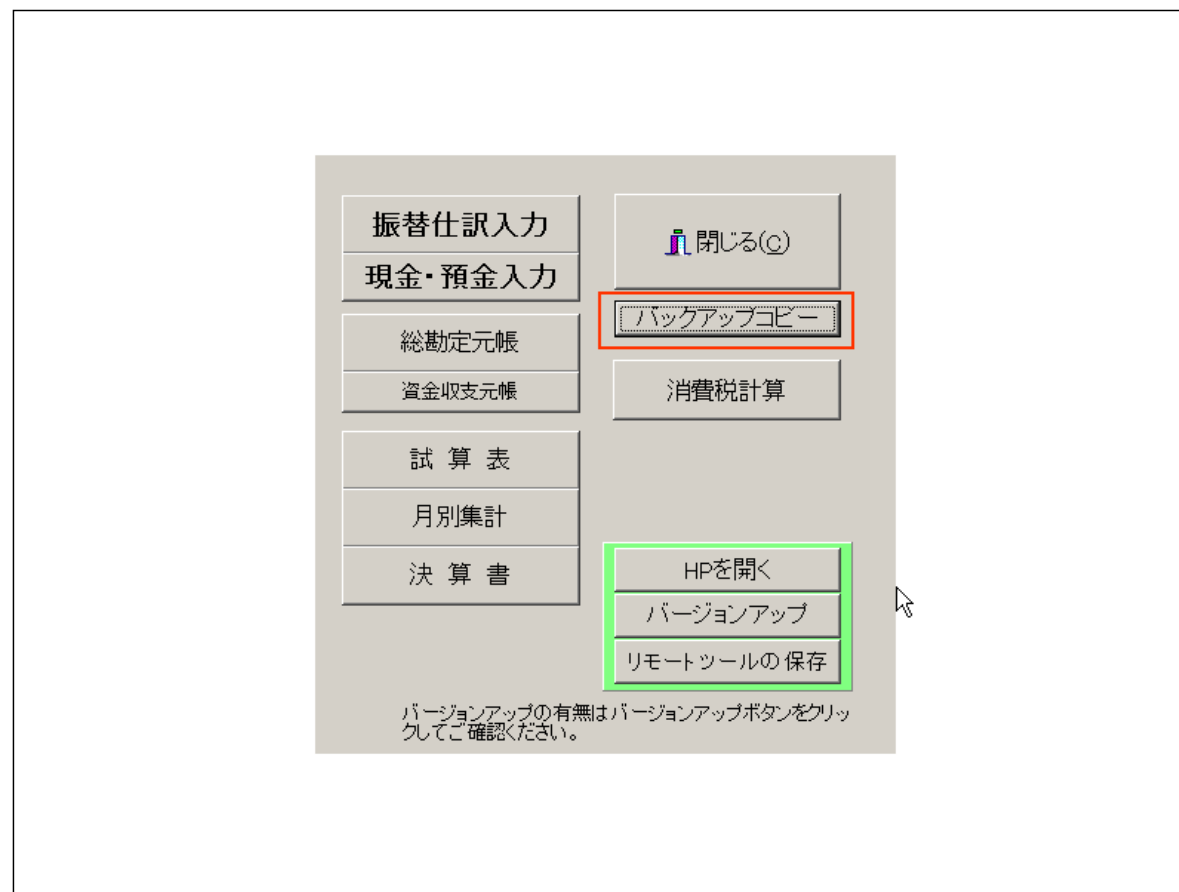 振替仕訳入力
現金・預金入力
総勘定元帳
資金収支元帳
試 算 表
月別集計
決 算 書
閉じる(C)
バックアップコピー
消費税計算
HPを開く
バージョンアップ
リモートツールの保存
バージョンアップの有無はバージョンアップボタンをクリッ
クしてご確認ください。